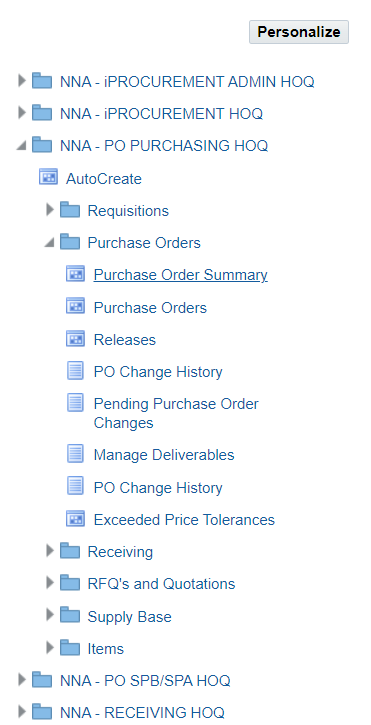 Personalize
NNA - iPROCUREMENT ADMIN HOQ
NNA - iPROCUREMENT HOQ
NNA - PO PURCHASING HOQ
AutoCreate
Requisitions
Purchase Orders
Purchase Order Summary
Purchase Orders
Releases
PO Change History
Pending Purchase Order
Changes
Manage Deliverables
PO Change History
Exceeded Price Tolerances
Receiving
RFQ's and Quotations
Supply Base
Items
NNA - PO SPB/SPA HOQ
NNA - RECEIVING HOQ